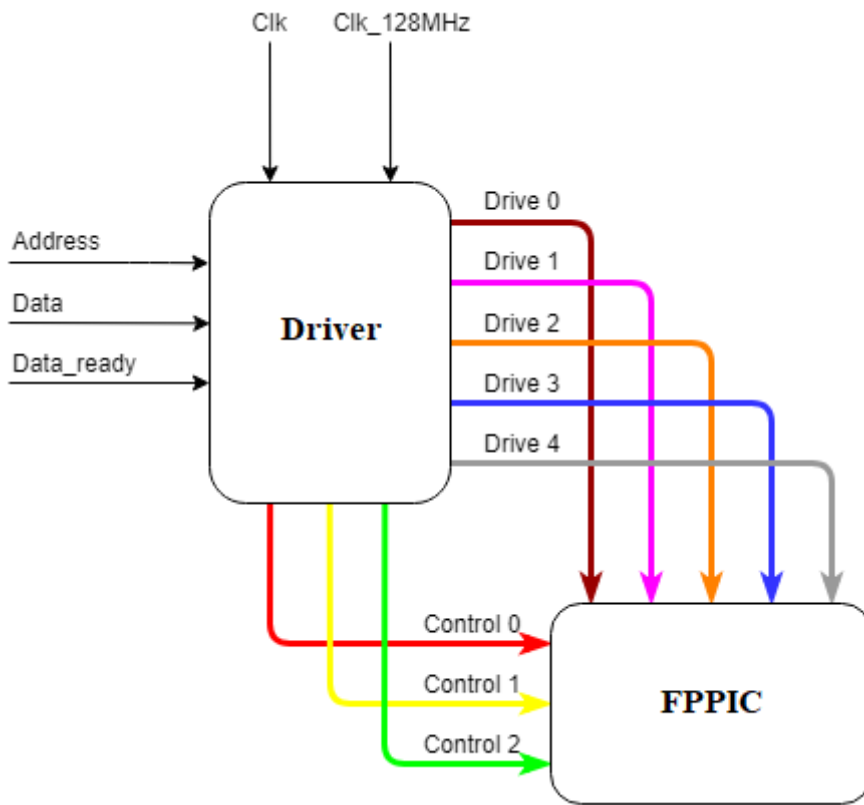 Clk
Clk_128MHz
Address
Data
Data_ready
Driver
Drive 0
Drive 1
Drive 2
Drive 3
Drive 4
Control 0
Control 1
Control 2
FPPIC